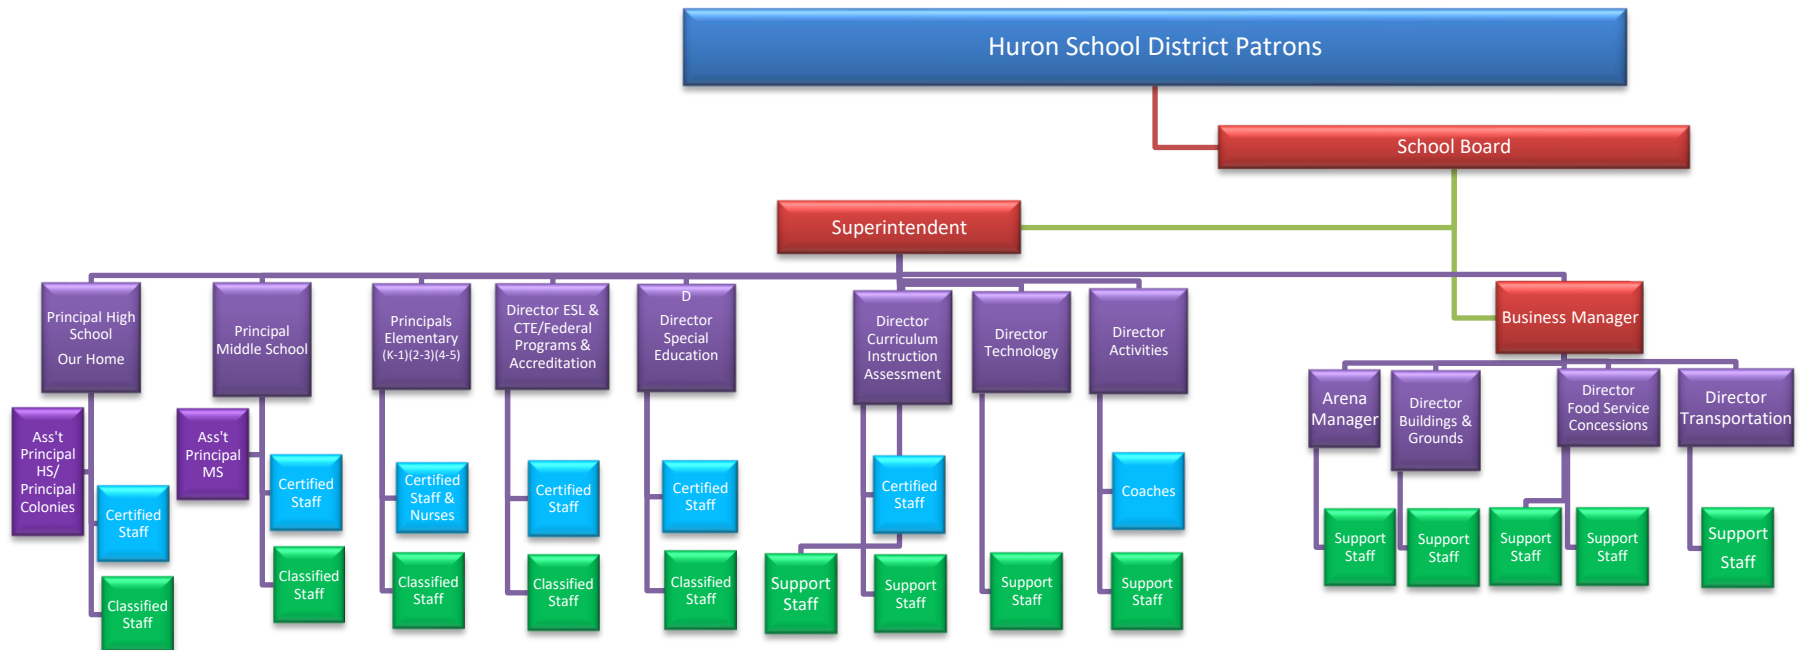 Huron School District Patrons
School Board
Superintendent
Principal High
School
Our Home
Principal
Middle School
Principals
Elementary
(K-1)(2-3)(4-5)
Director ESL &
CTE/Federal
Programs &
Accreditation
D
Director
Special
Education
Director
Curriculum
Instruction
Assessment
Director
Technology
Director
Activities
Business Manager
Arena
Manager
Director
Buildings &
Grounds
Director
Food Service
Concessions
Director
Transportation
Ass't
Principal
HS/
Principal
Colonies
Certified
Staff
Classified
Staff
Ass't
Principal
MS
Certified
Staff
Classified
Staff
Certified
Staff &
Nurses
Classified
Staff
Certified
Staff
Classified
Staff
Certified
Staff
Classified
Staff
Certified
Staff
Support
Staff
Support
Staff
Support
Staff
Coaches
Support
Staff
Support
Staff
Support
Staff
Support
Staff
Support
Staff
Support
Staff